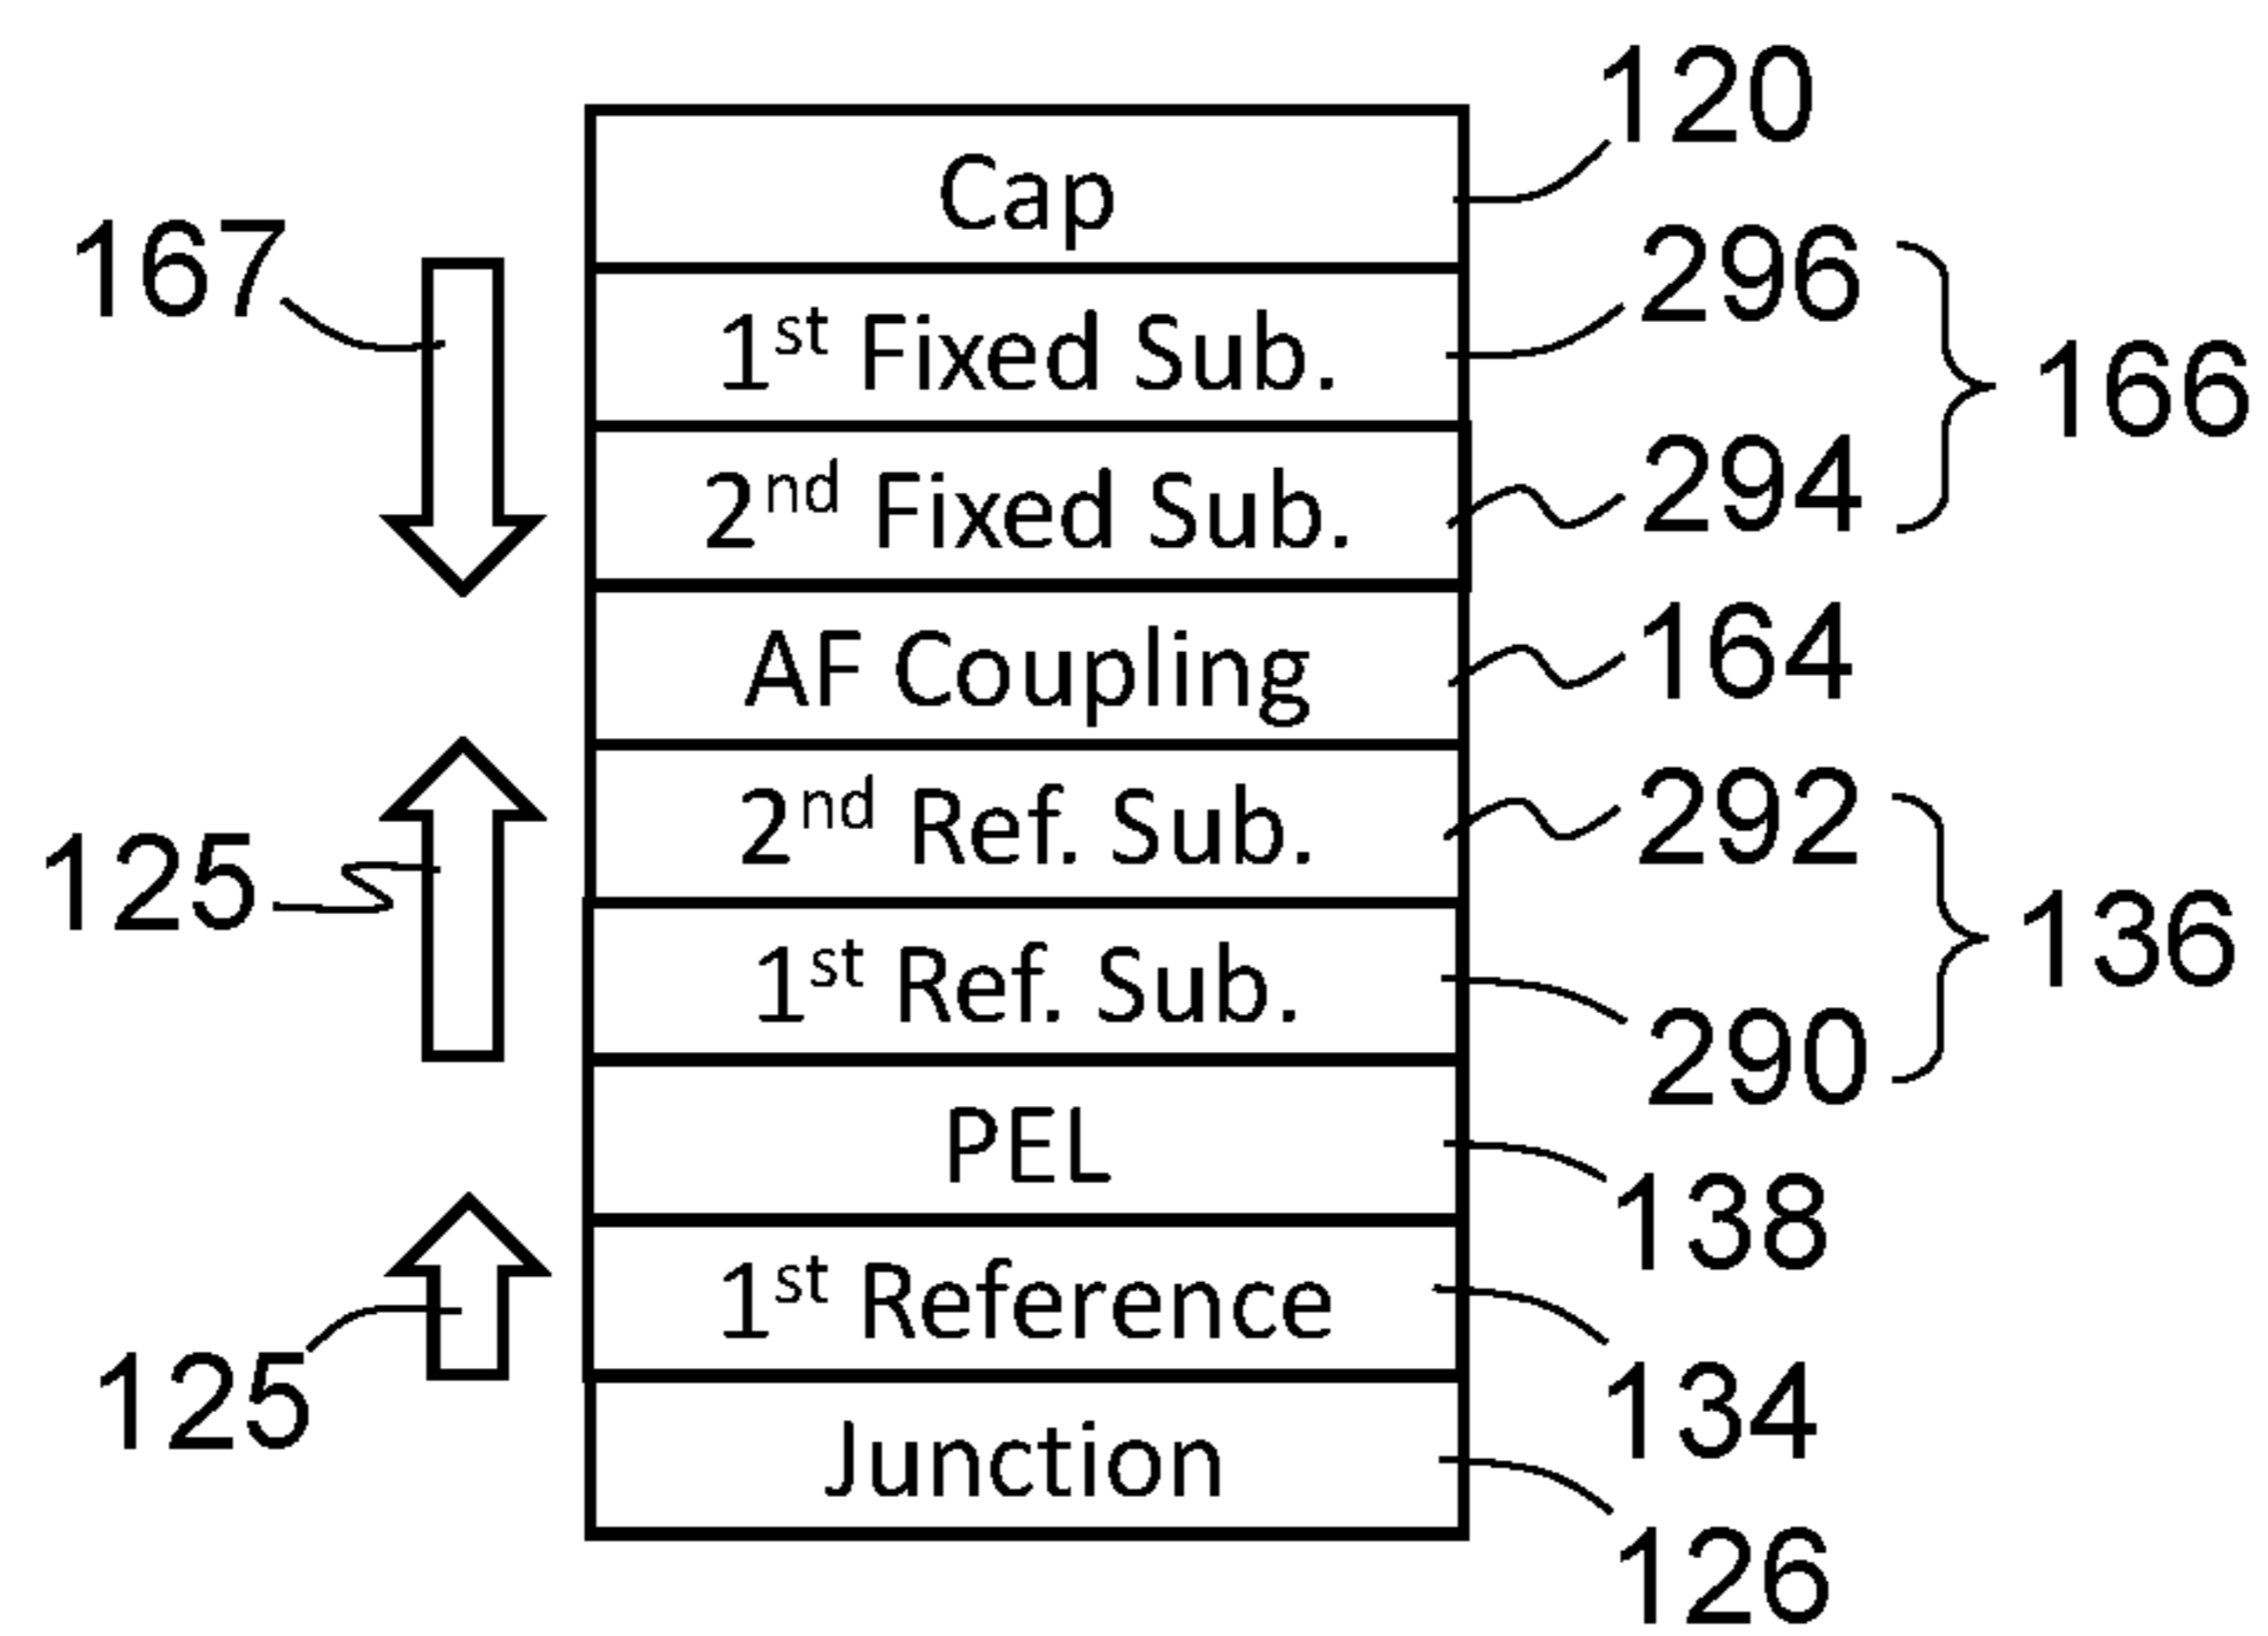 120
Cap
167
296
1st Fixed Sub.
166
2nd Fixed Sub.
294
AF Coupling
164
2nd Ref. Sub.
292
125
136
1st Ref. Sub.
290
PEL
138
1st Reference
125
134
Junction
126